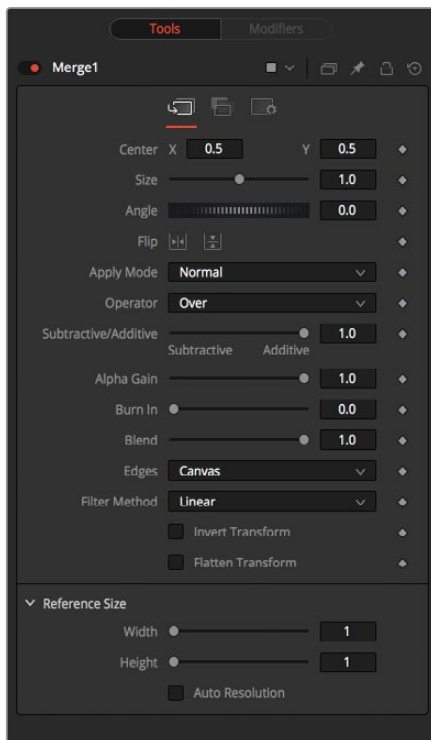 Tools Modifiers
Merge1
Center X 0.5 Y 0.5
Size 1.0
Angle 0.0
Flip
Apply Mode Normal
Operator Over
Subtractive/Additive 1.0
Subtractive Additive
Alpha Gain 1.0
Burn In 0.0
Blend 1.0
Edges Canvas
Filter Method Linear
Invert Transform
Flatten Transform
Reference Size
Width 1
Height 1
Auto Resolution